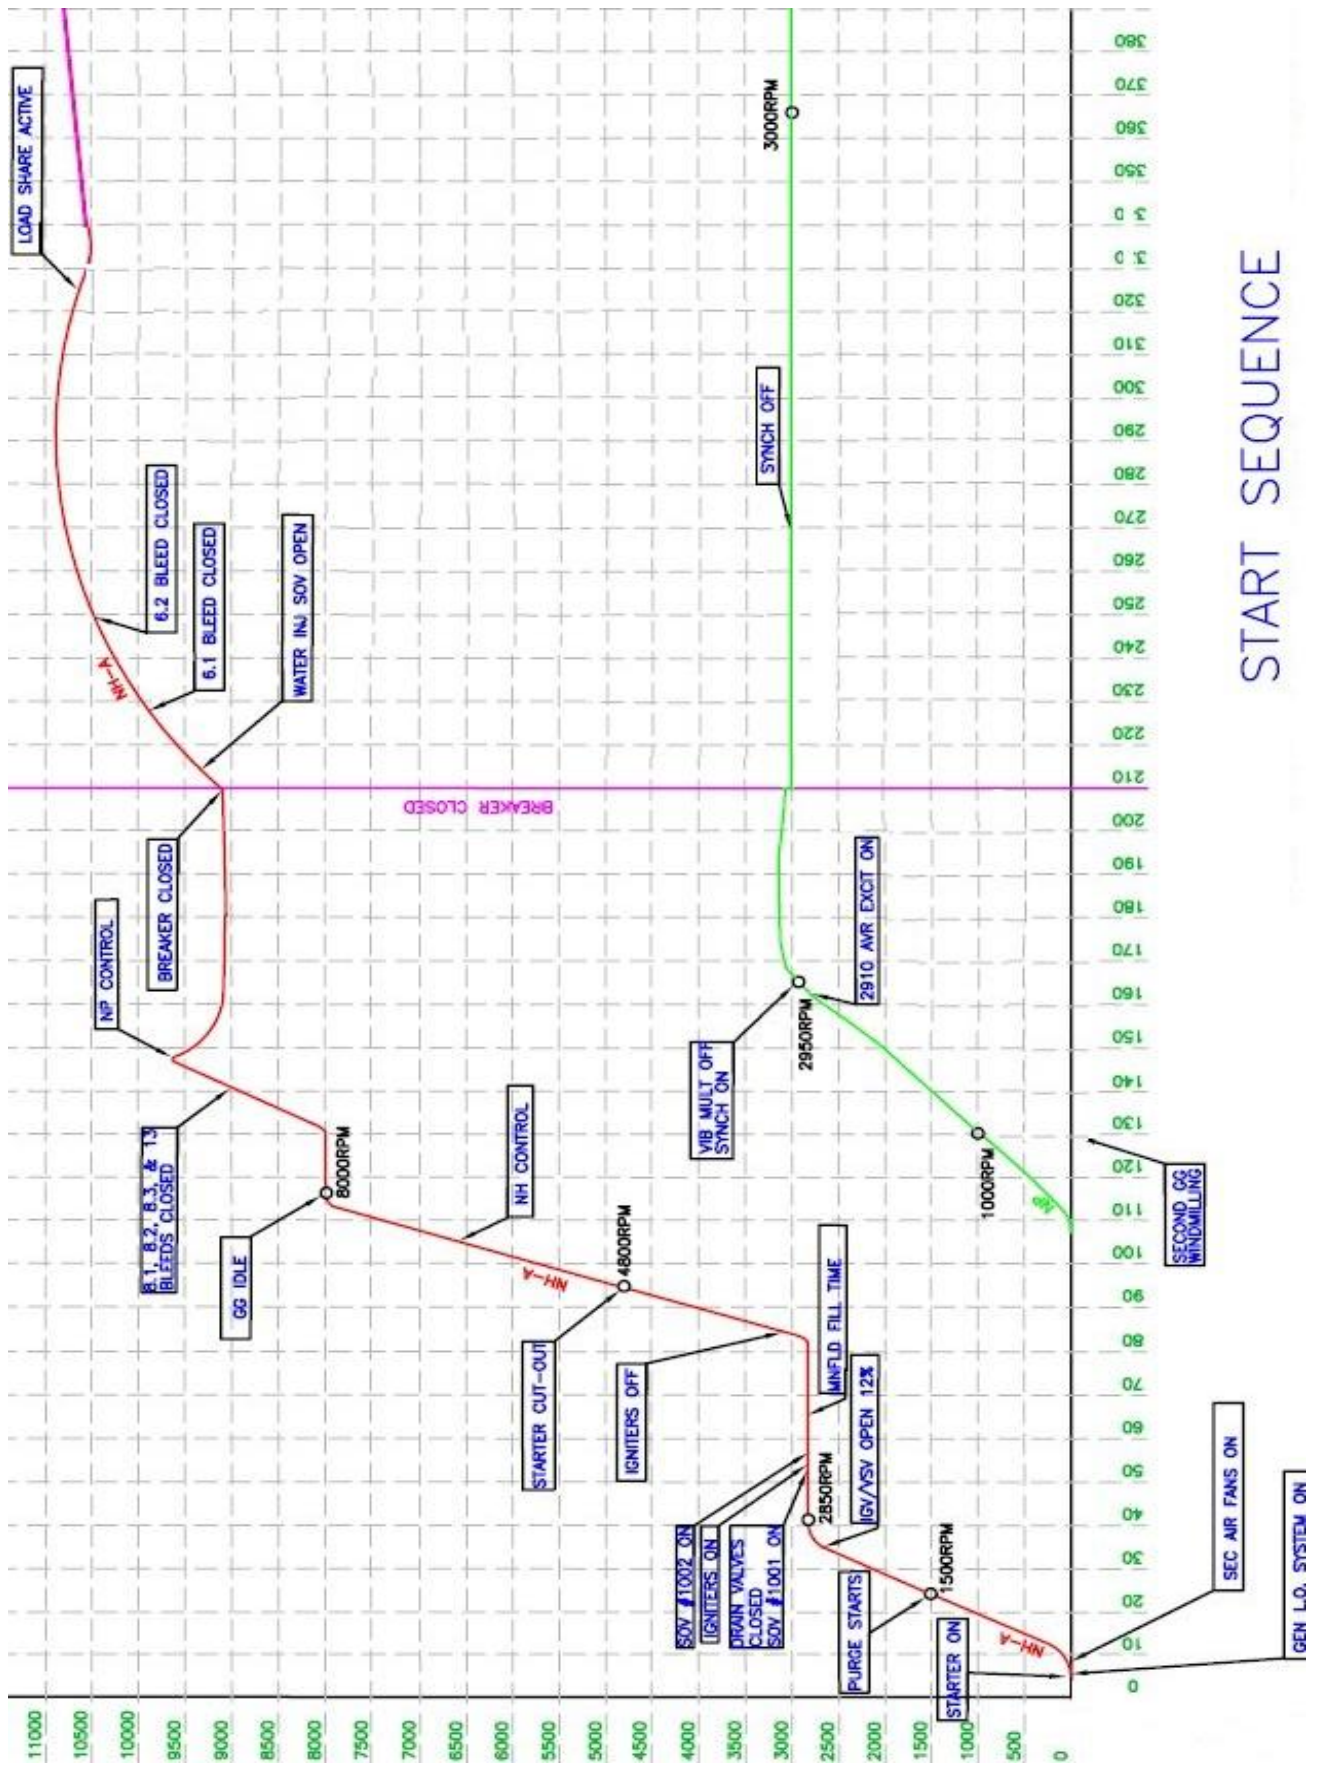 11000
10500
10000
9500
9000
8500
8000
7500
7000
6500
6000
5500
5000
4500
4000
3500
3000
2500
2000
1500
1000
500
0
LOAD SHARE ACTIVE
NP CONTROL
BREAKER CLOSED
8.1, 8.2, 8.3, & 13
BLEEDS CLOSED
6.2 BLEED CLOSED
NH-A
6.1 BLEED CLOSED
WATER INJ SOV OPEN
GG IDLE
8000RPM
BREAKER CLOSED
NH CONTROL
NH-A
STARTER CUT-OUT
4800RPM
IGNITERS OFF
SOV #1002 ON
IGNITERS ON
DRAIN VALVES
CLOSED
SOV #1001 ON
VIB MULT OFF
SYNCH ON
SYNCH OFF
3000RPM
2950RPM
2850RPM
MNFLD FILL TIME
IGV/VSV OPEN 12%
2910 AVR EXCIT ON
PURGE STARTS
1500RPM
STARTER ON
NH-A
1000RPM
NP
0
10
20
30
40
50
60
70
80
90
100
110
120
130
140
150
160
170
180
190
200
210
220
230
240
250
260
270
280
290
300
310
320
350
360
370
380
SECOND GG
WINDMILLING
SEC AIR FANS ON
GEN L.O. SYSTEM ON
START SEQUENCE